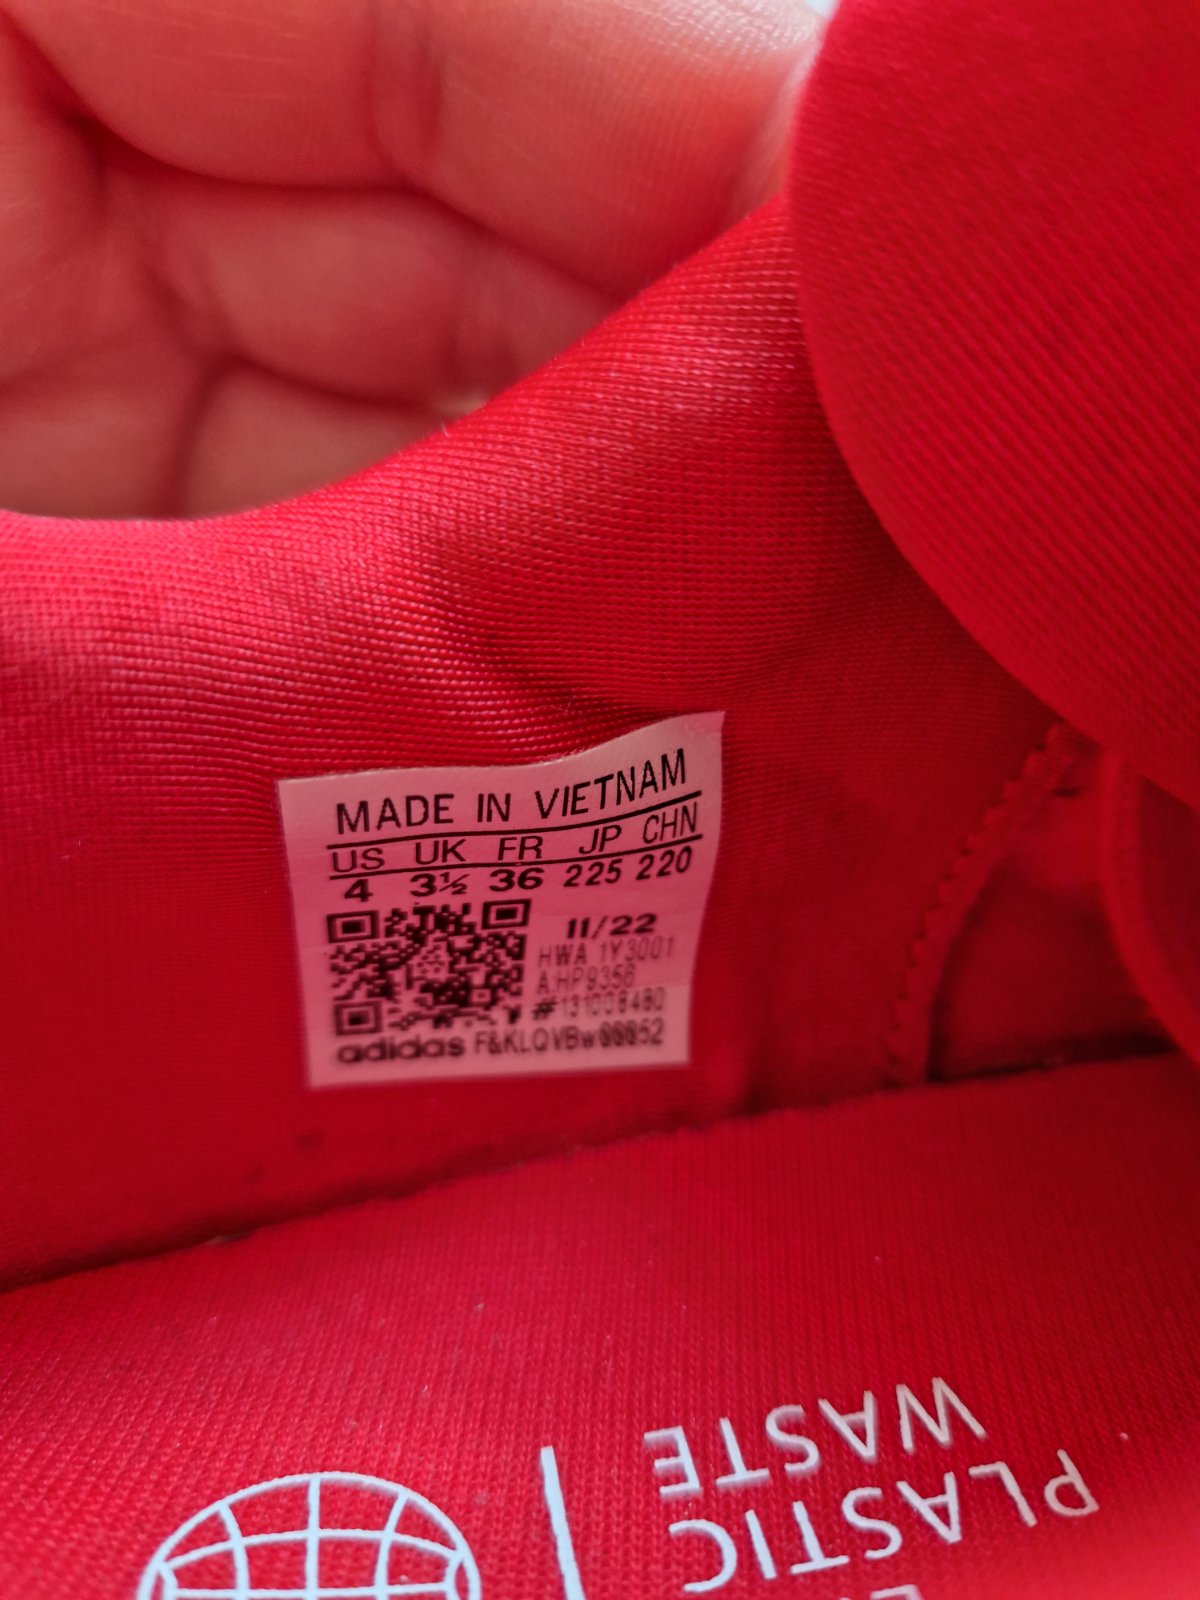 MADE IN VIETNAM
US UK FR JP CHN
4 3½ 36 225 220
11/22
HWA 1Y3001
A.HP9356
#131008480
adidas F&KLQVBw00052
PLASTIC
WASTE